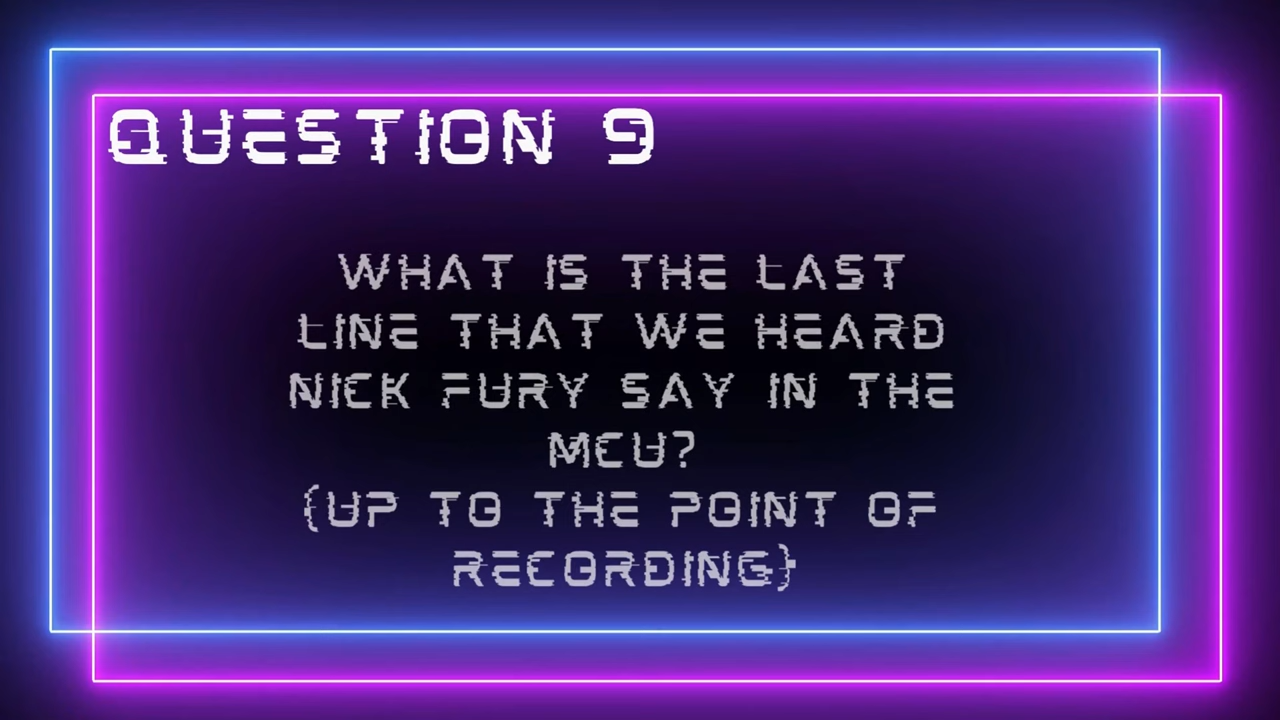 QUESTION 9
WHAT IS THE LAST
LINE THAT WE HEARD
NICK FURY SAY IN THE
MCU?
{UP TO THE POINT OF
RECORDING}